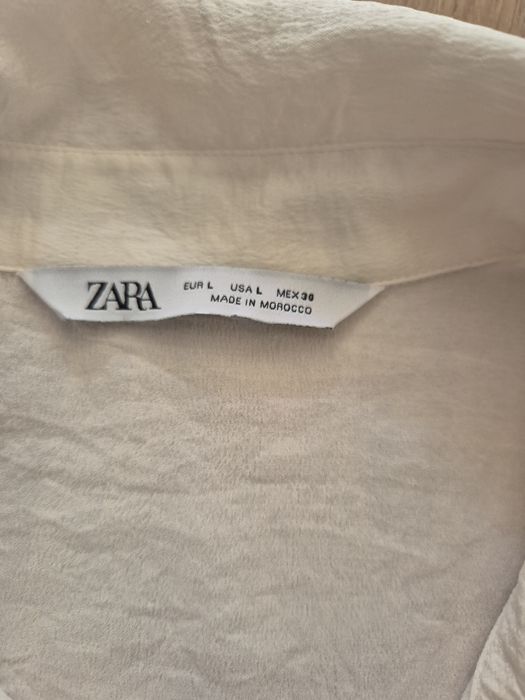 ZARA
EUR L USA L MEX 30
MADE IN MOROCCO